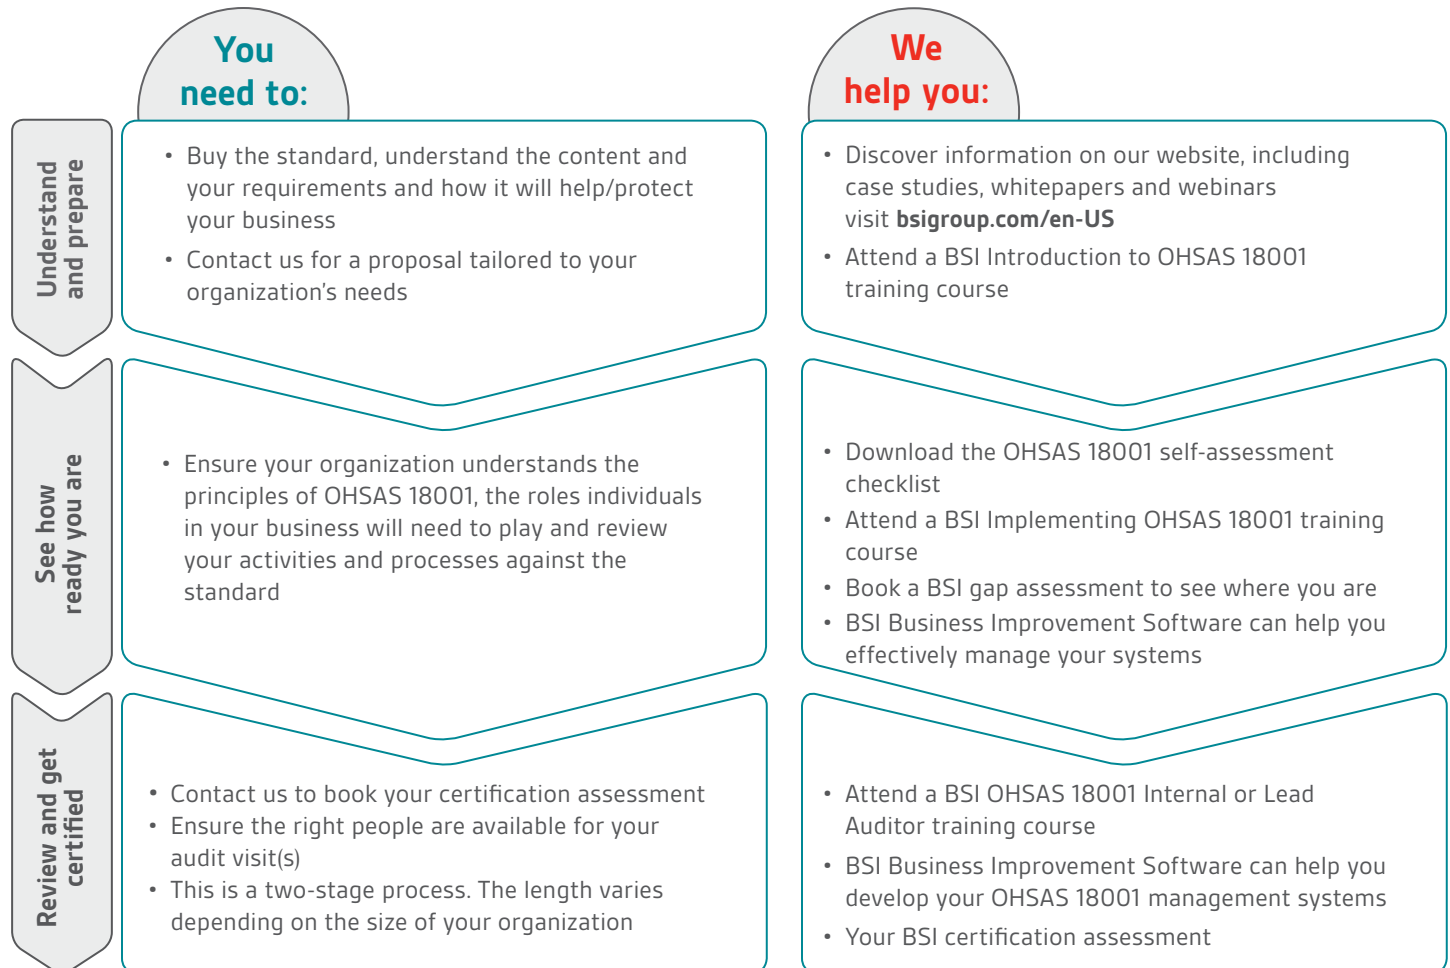 You
need to:
We
help you:
Understand
and prepare
• Buy the standard, understand the content and
your requirements and how it will help/protect
your business
• Contact us for a proposal tailored to your
organization's needs
• Discover information on our website, including
case studies, whitepapers and webinars
visit bsigroup.com/en-US
• Attend a BSI Introduction to OHSAS 18001
training course
See how
ready you are
• Ensure your organization understands the
principles of OHSAS 18001, the roles individuals
in your business will need to play and review
your activities and processes against the
standard
• Download the OHSAS 18001 self-assessment
checklist
• Attend a BSI Implementing OHSAS 18001 training
course
• Book a BSI gap assessment to see where you are
• BSI Business Improvement Software can help you
effectively manage your systems
Review and get
certified
• Contact us to book your certification assessment
• Ensure the right people are available for your
audit visit(s)
• This is a two-stage process. The length varies
depending on the size of your organization
• Attend a BSI OHSAS 18001 Internal or Lead
Auditor training course
• BSI Business Improvement Software can help you
develop your OHSAS 18001 management systems
• Your BSI certification assessment